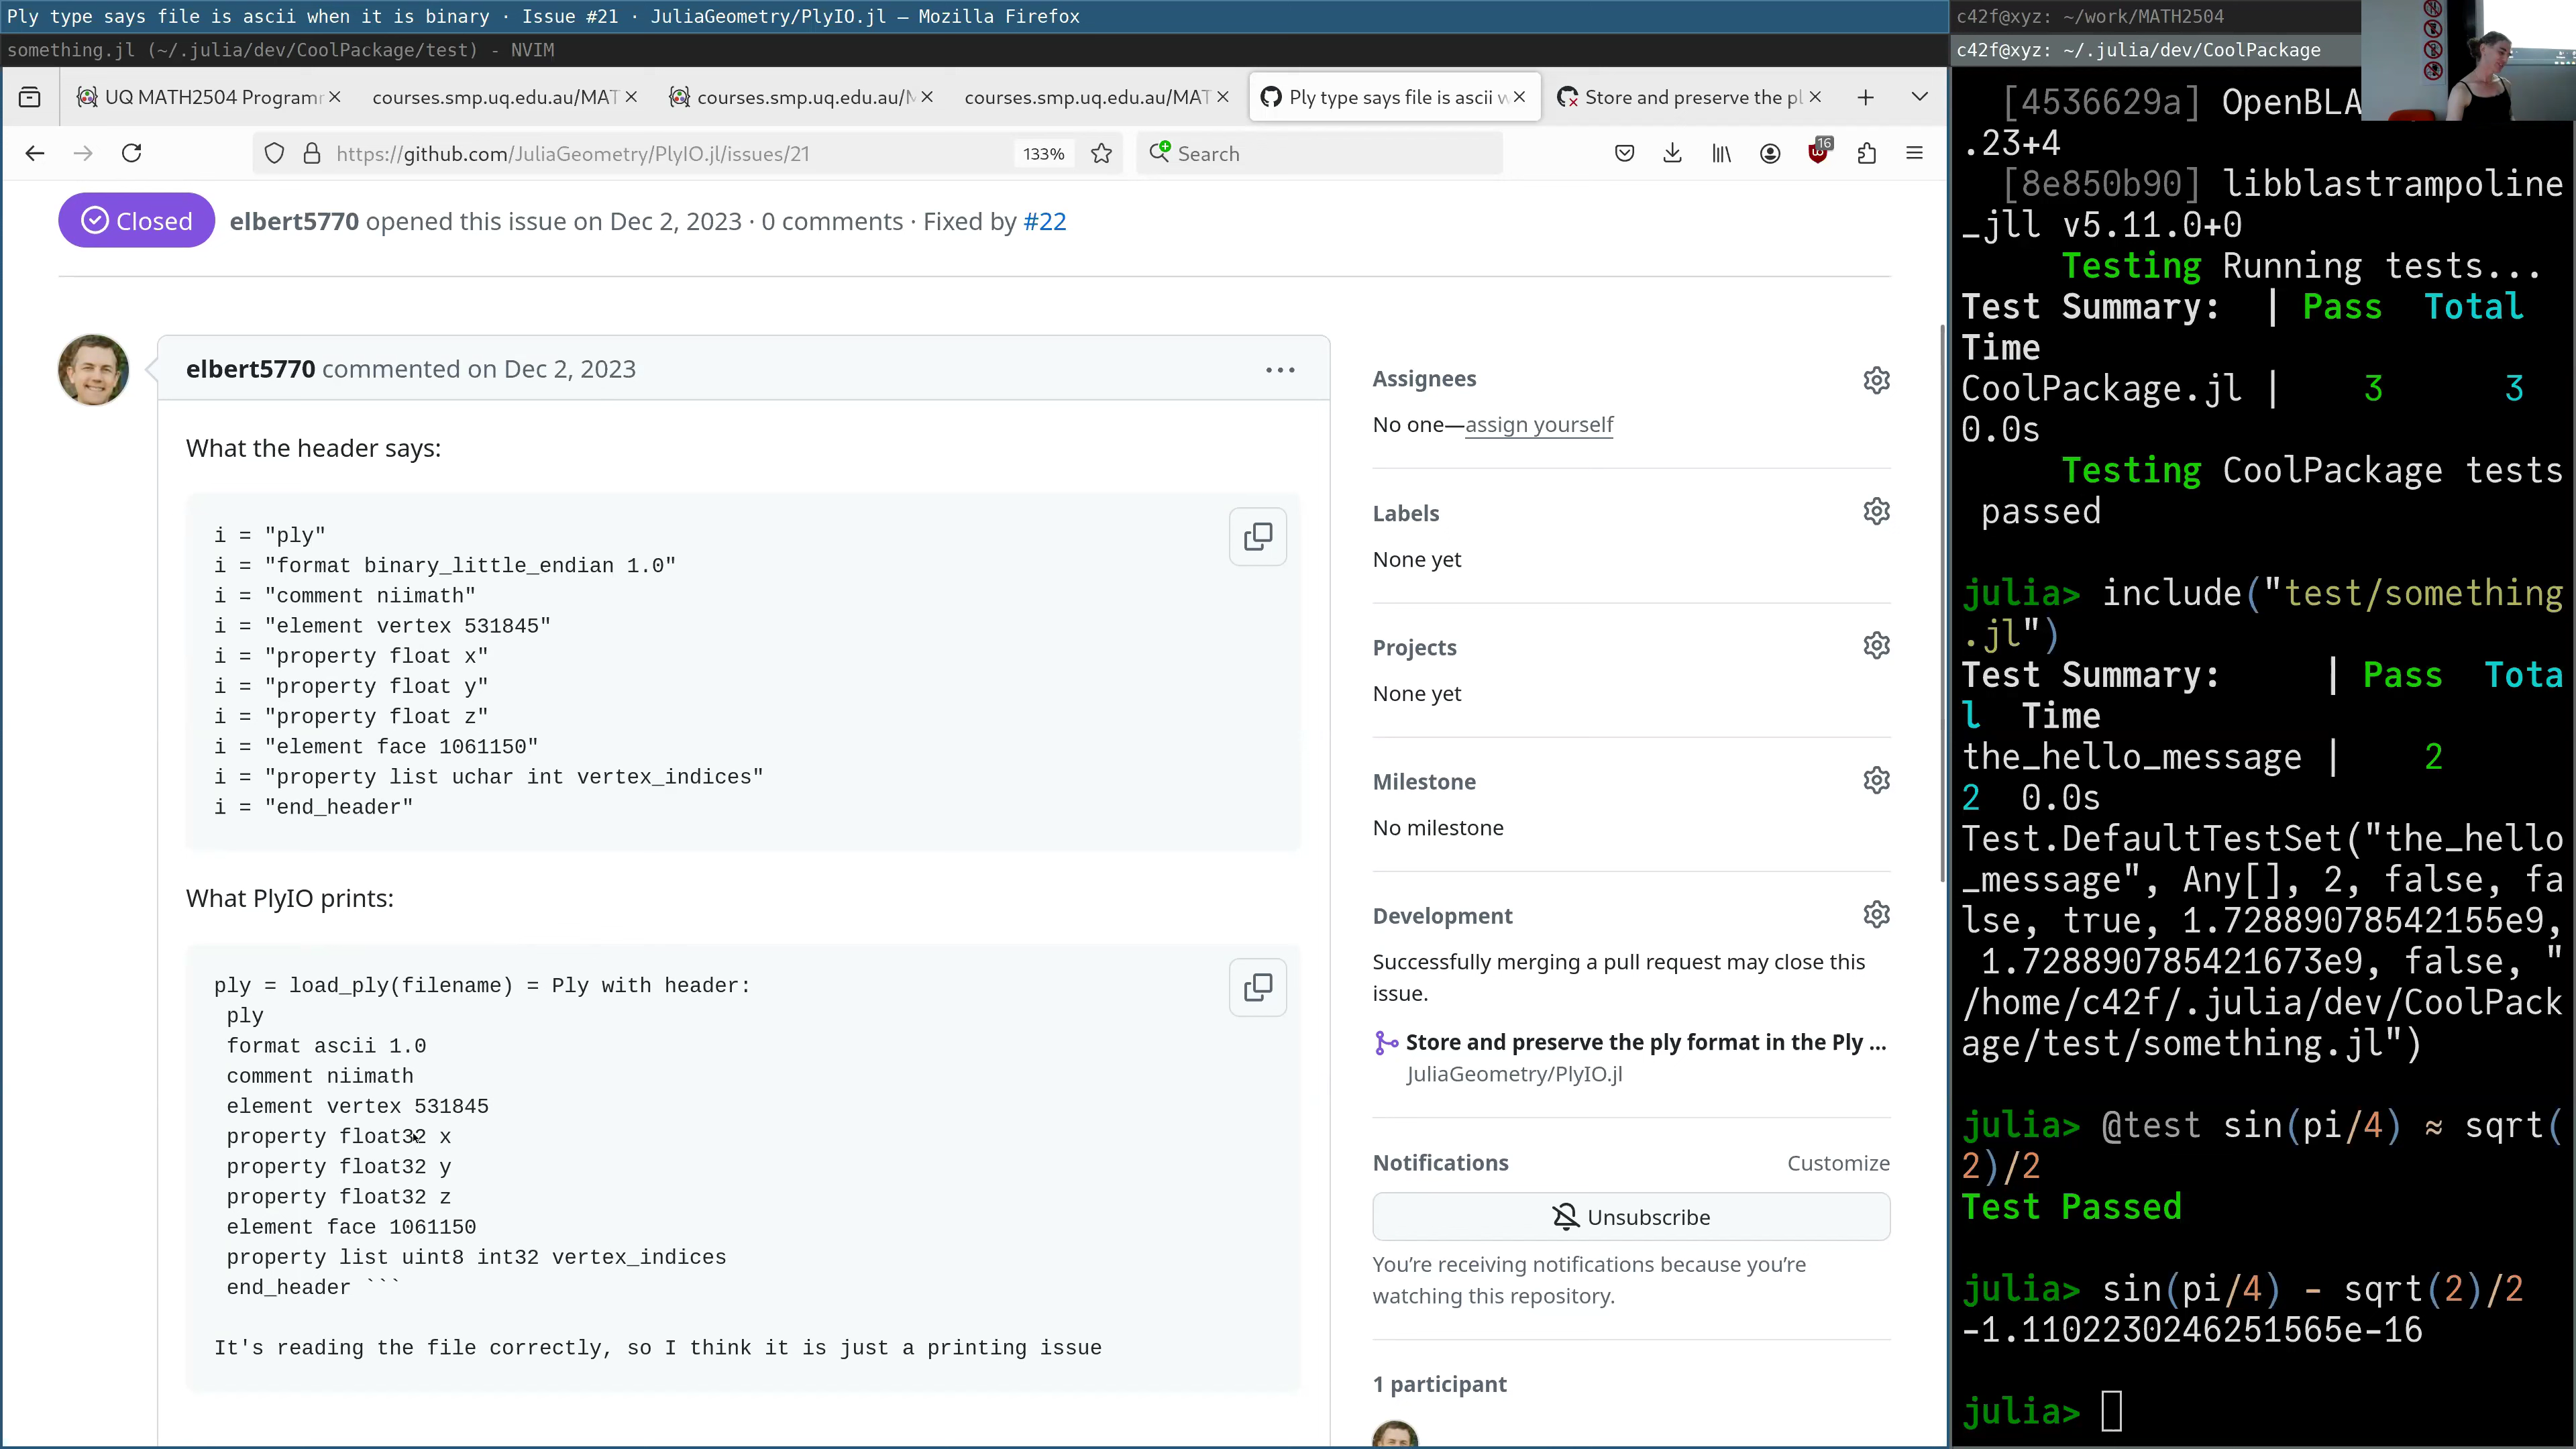 Ply type says file is ascii when it is binary · Issue #21 · JuliaGeometry/PlyIO.jl — Mozilla Firefox
something.jl (~/.julia/dev/CoolPackage/test) - NVIM
UQ MATH2504 Programr
courses.smp.uq.edu.au/MAT
courses.smp.uq.edu.au/M
courses.smp.uq.edu.au/MAT
Ply type says file is ascii w
Store and preserve the pl
https://github.com/JuliaGeometry/PlyIO.jl/issues/21
133%
Search
16
Closed
elbert5770 opened this issue on Dec 2, 2023 · 0 comments · Fixed by #22
elbert5770 commented on Dec 2, 2023
What the header says:
i = "ply"
i = "format binary_little_endian 1.0"
i = "comment niimath"
i = "element vertex 531845"
i = "property float x"
i = "property float y"
i = "property float z"
i = "element face 1061150"
i = "property list uchar int vertex_indices"
i = "end_header"
What PlyIO prints:
ply = load_ply(filename) = Ply with header:
ply
format ascii 1.0
comment niimath
element vertex 531845
property float32 x
property float32 y
property float32 z
element face 1061150
property list uint8 int32 vertex_indices
end_header ```
It's reading the file correctly, so I think it is just a printing issue
Assignees
No one—assign yourself
Labels
None yet
Projects
None yet
Milestone
No milestone
Development
Successfully merging a pull request may close this
issue.
Store and preserve the ply format in the Ply ...
JuliaGeometry/PlyIO.jl
Notifications
Customize
Unsubscribe
You're receiving notifications because you're
watching this repository.
1 participant
c42f@xyz: ~/work/MATH2504
c42f@xyz: ~/.julia/dev/CoolPackage
[4536629a] OpenBLA
.23+4
[8e850b90] libblastrampoline
_jll v5.11.0+0
Testing Running tests...
Test Summary: | Pass Total
Time
CoolPackage.jl | 3 3
0.0s
Testing CoolPackage tests
passed
julia> include("test/something
.jl")
Test Summary: | Pass Tota
l Time
the_hello_message | 2
2 0.0s
Test.DefaultTestSet("the_hello
_message", Any[], 2, false, fa
lse, true, 1.72889078542155e9,
1.728890785421673e9, false, "
/home/c42f/.julia/dev/CoolPack
age/test/something.jl")
julia> @test sin(pi/4) ≈ sqrt(
2)/2
Test Passed
julia> sin(pi/4) - sqrt(2)/2
-1.1102230246251565e-16
julia>